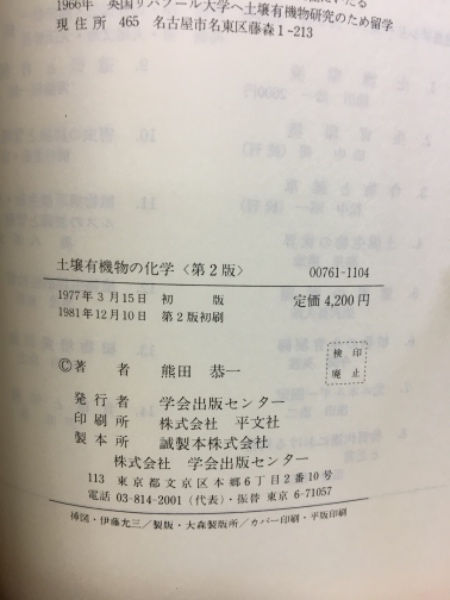 1966年 英国リバプール大学へ土壌有機物研究のため留学
現住所 465 名古屋市名東区藤森1-213
土壌有機物の化学〈第2版〉 00761-1104
1977年3月15日 初版 定価 4,200円
1981年12月10日 第2版初刷
検印
廃止
©著者 熊田恭一
発行者 学会出版センター
印刷所 株式会社 平文社
製本所 誠製本株式会社
株式会社 学会出版センター
113 東京都文京区本郷6丁目2番10号
電話 03-814-2001(代表)・振替 東京 6-71057
挿図・伊藤允三/製版・大森製版所/カバー印刷・平版印刷